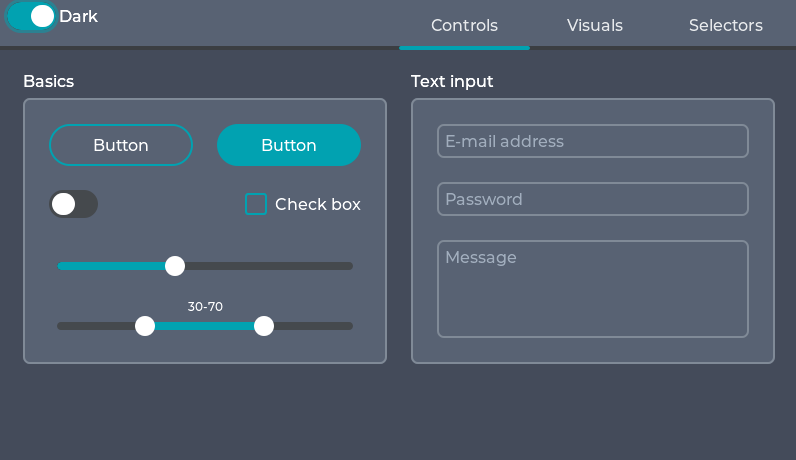 Dark
Controls
Visuals
Selectors
Basics
Button
Button
Check box
30-70
Text input
E-mail address
Password
Message